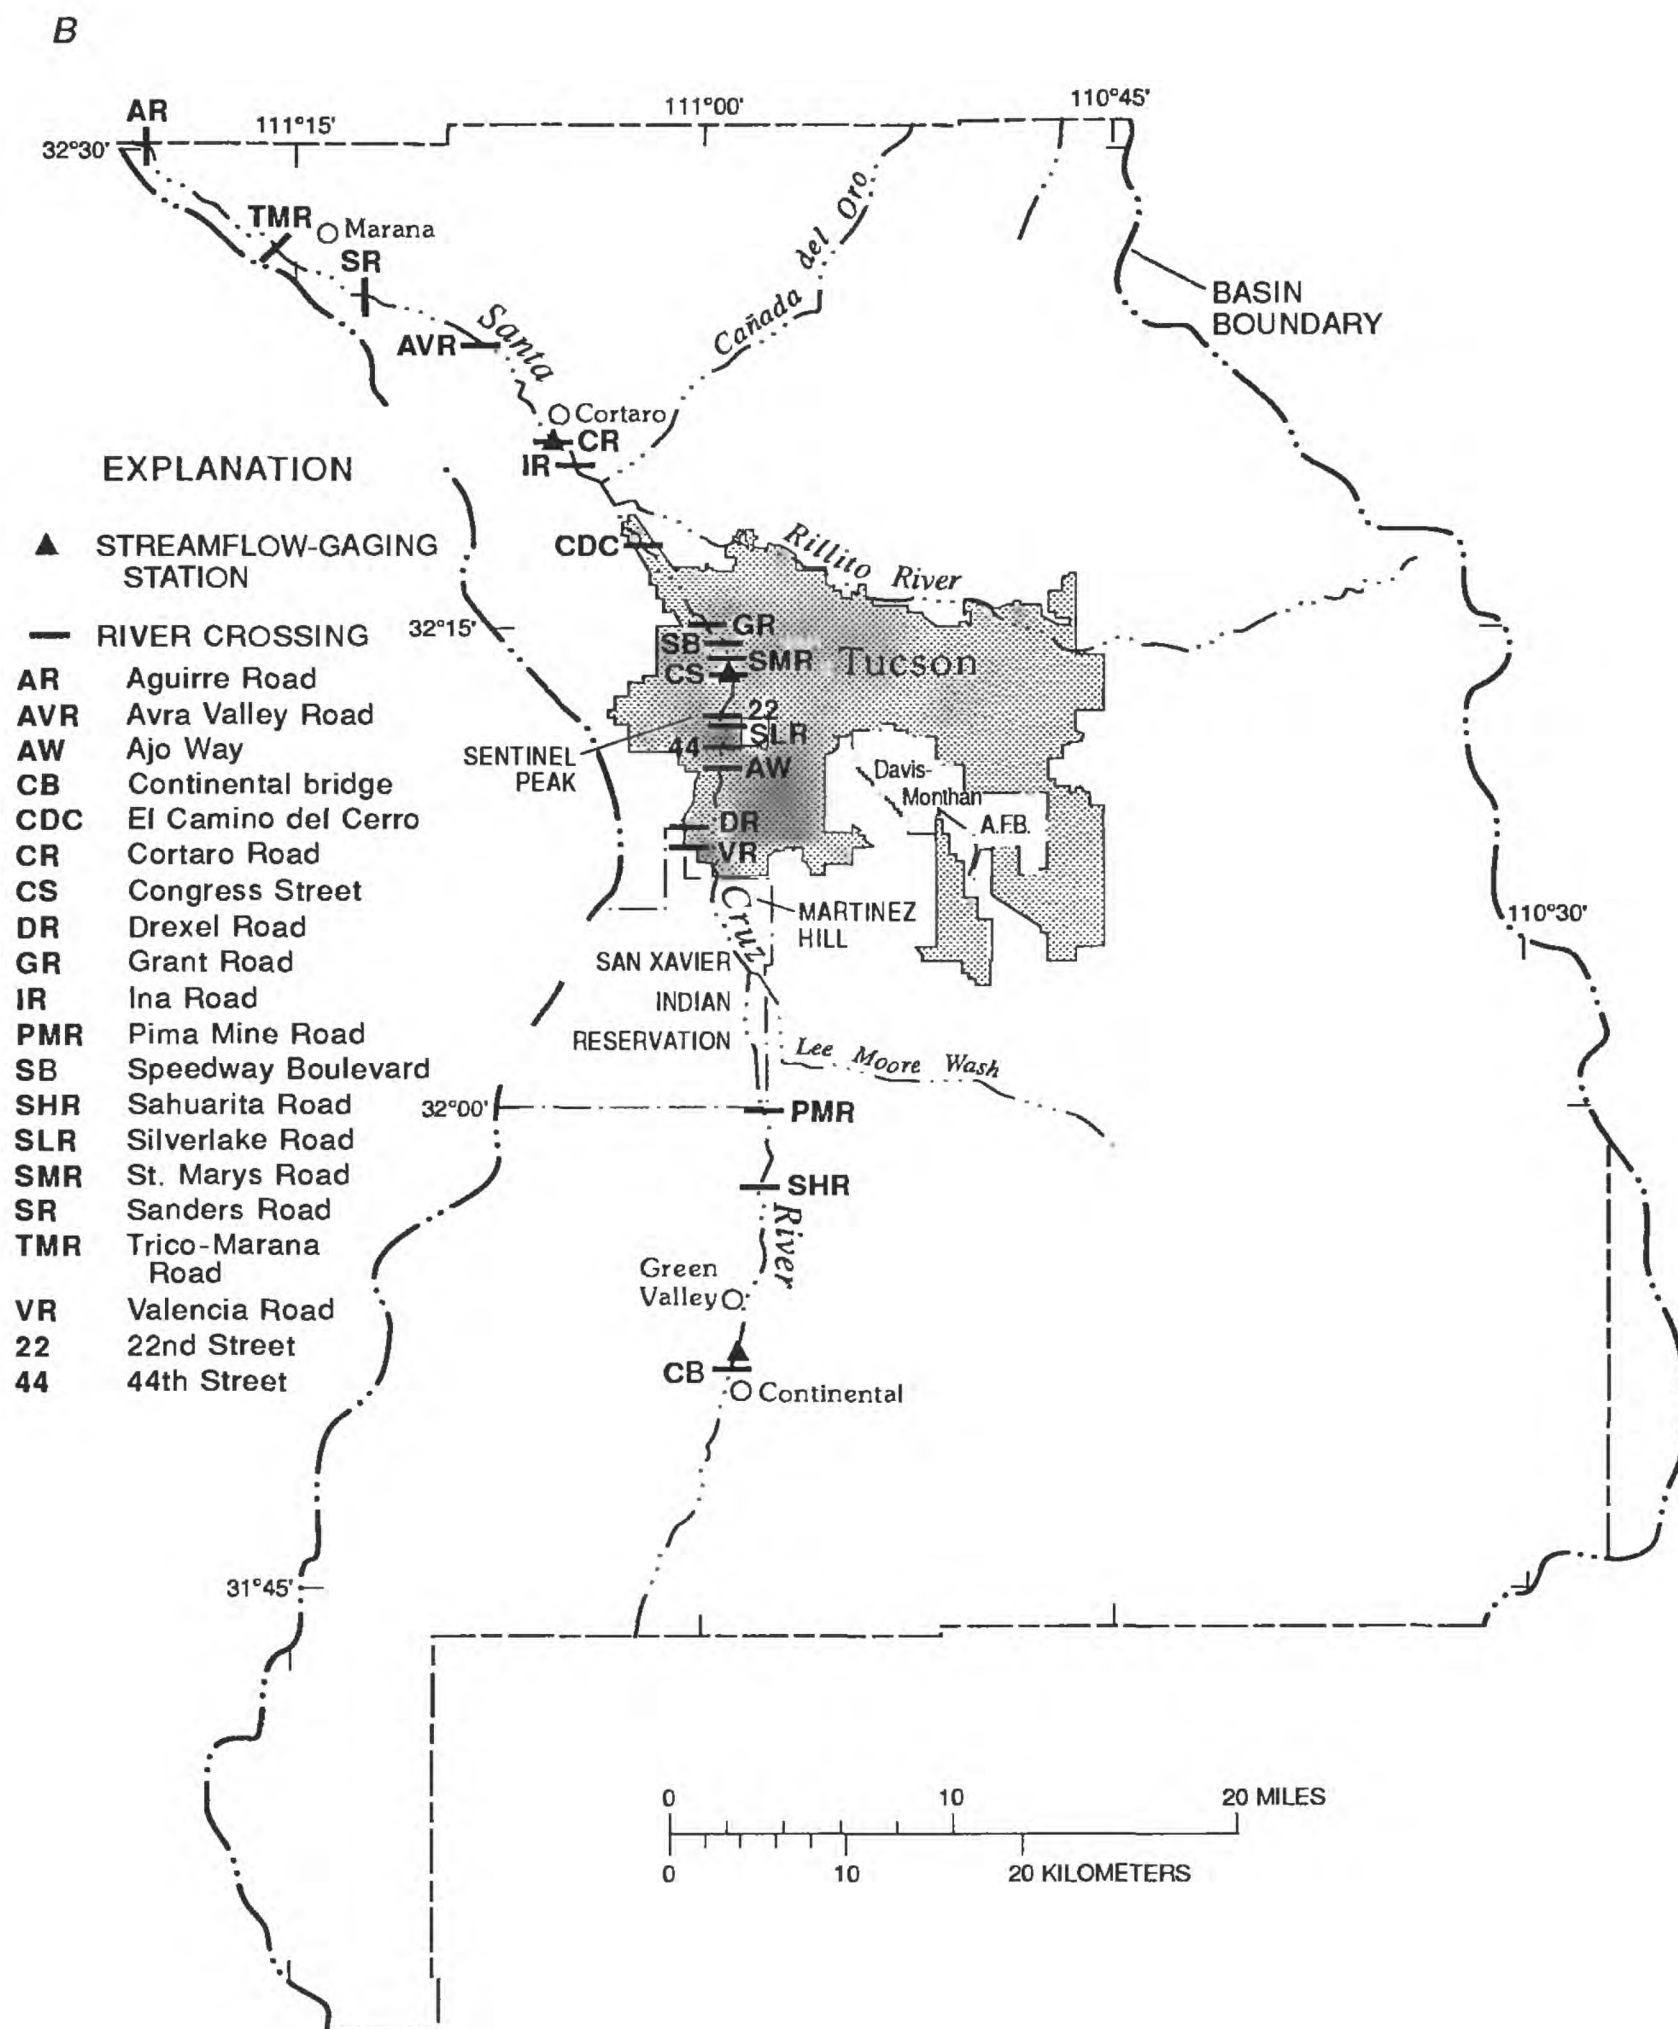 B
AR
111°15'
111°00'
110°45'
32°30'
TMR
Marana
SR
Santa
AVR
Cañada del Oro
BASIN
BOUNDARY
Cortaro
CR
IR
EXPLANATION
STREAMFLOW-GAGING
STATION
RIVER CROSSING
AR Aguirre Road
AVR Avra Valley Road
AW Ajo Way
CB Continental bridge
CDC El Camino del Cerro
CR Cortaro Road
CS Congress Street
DR Drexel Road
GR Grant Road
IR Ina Road
PMR Pima Mine Road
SB Speedway Boulevard
SHR Sahuarita Road
SLR Silverlake Road
SMR St. Marys Road
SR Sanders Road
TMR Trico-Marana
Road
VR Valencia Road
22 22nd Street
44 44th Street
CDC
Rillito River
32°15'
GR
SB
SMR
CS
Tucson
22
SLR
44
AW
SENTINEL
PEAK
Davis-
Monthan
A.F.B.
DR
VR
Cruz
MARTINEZ
HILL
110°30'
SAN XAVIER
INDIAN
RESERVATION
Lee Moore Wash
32°00'
PMR
SHR
River
Green
Valley
CB
Continental
31°45'
0 10 20 MILES
0 10 20 KILOMETERS